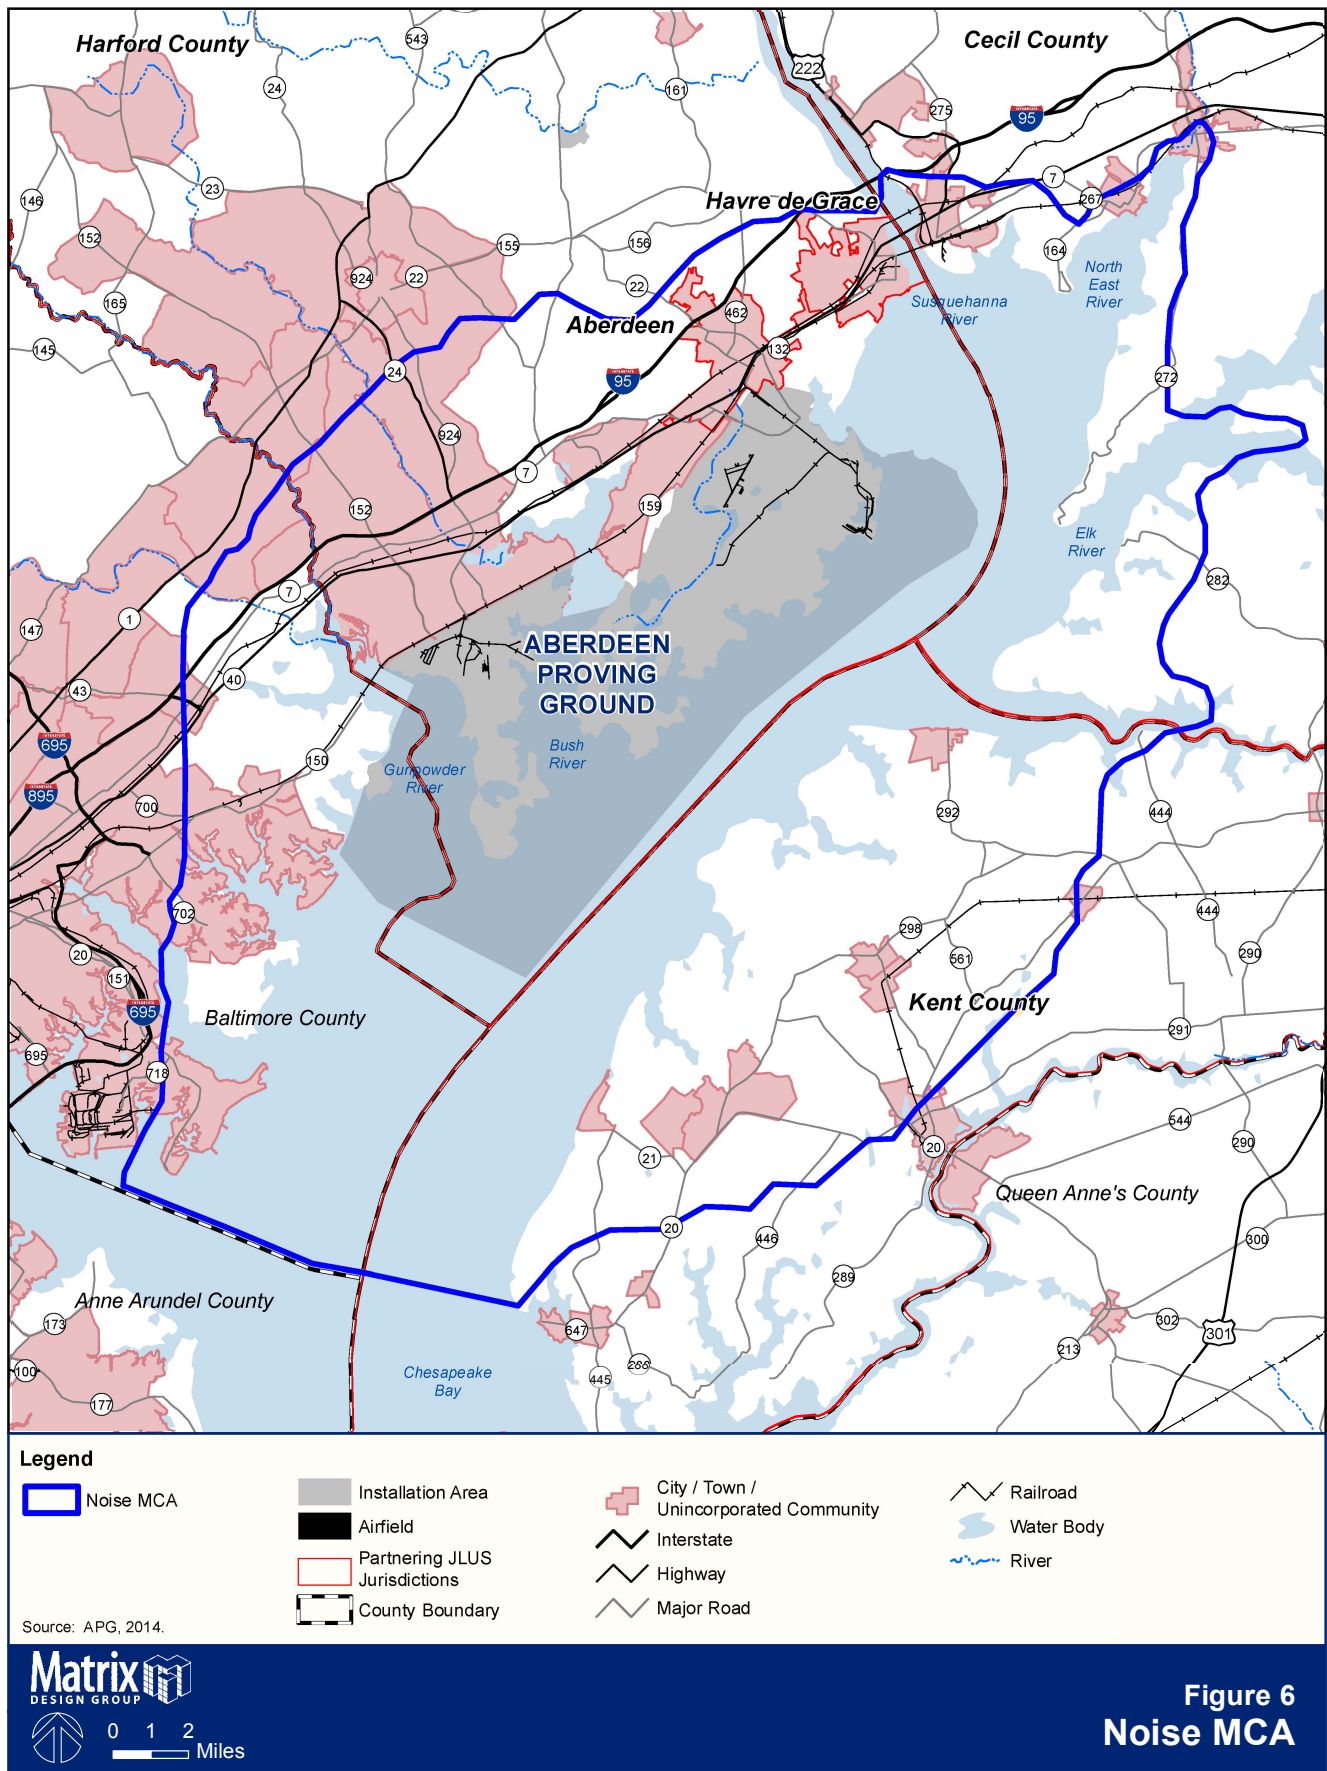 Harford County
543
Cecil County
24
222
161
275
INTERSTATE
95
23
146
Havre de Grace
7
267
152
155
156
164
North
East
River
924
22
22
165
462
Susquehanna
River
Aberdeen
145
132
24
INTERSTATE
95
272
924
7
152
159
Elk
River
282
7
1
147
ABERDEEN
PROVING
GROUND
40
43
INTERSTATE
695
Bush
River
150
Gunpowder
River
INTERSTATE
895
700
292
444
702
444
298
20
561
290
151
INTERSTATE
695
Kent County
Baltimore County
291
695
718
544
20
290
21
Queen Anne's County
20
446
300
289
Anne Arundel County
173
647
302
301
213
100
266
Chesapeake
Bay
445
177
Legend
Noise MCA
Installation Area
Airfield
Partnering JLUS
Jurisdictions
County Boundary
City / Town /
Unincorporated Community
Interstate
Highway
Major Road
Railroad
Water Body
River
Source: APG, 2014.
Matrix
DESIGN GROUP
0 1 2
Miles
Figure 6
Noise MCA